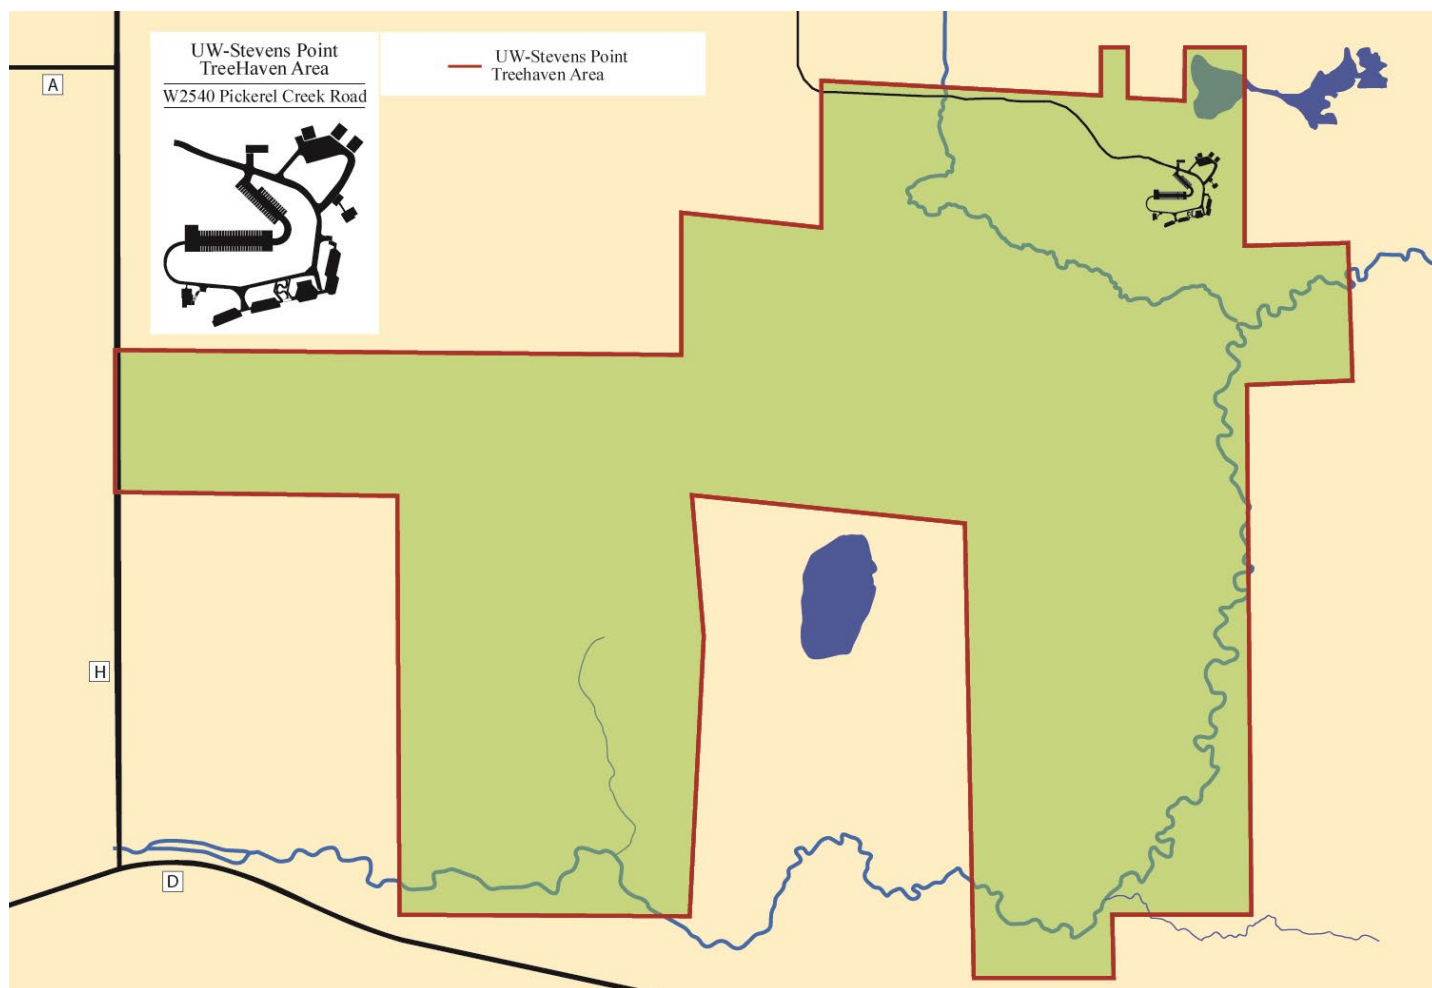 UW-Stevens Point
TreeHaven Area
W2540 Pickerel Creek Road
UW-Stevens Point
Treehaven Area
A
H
D